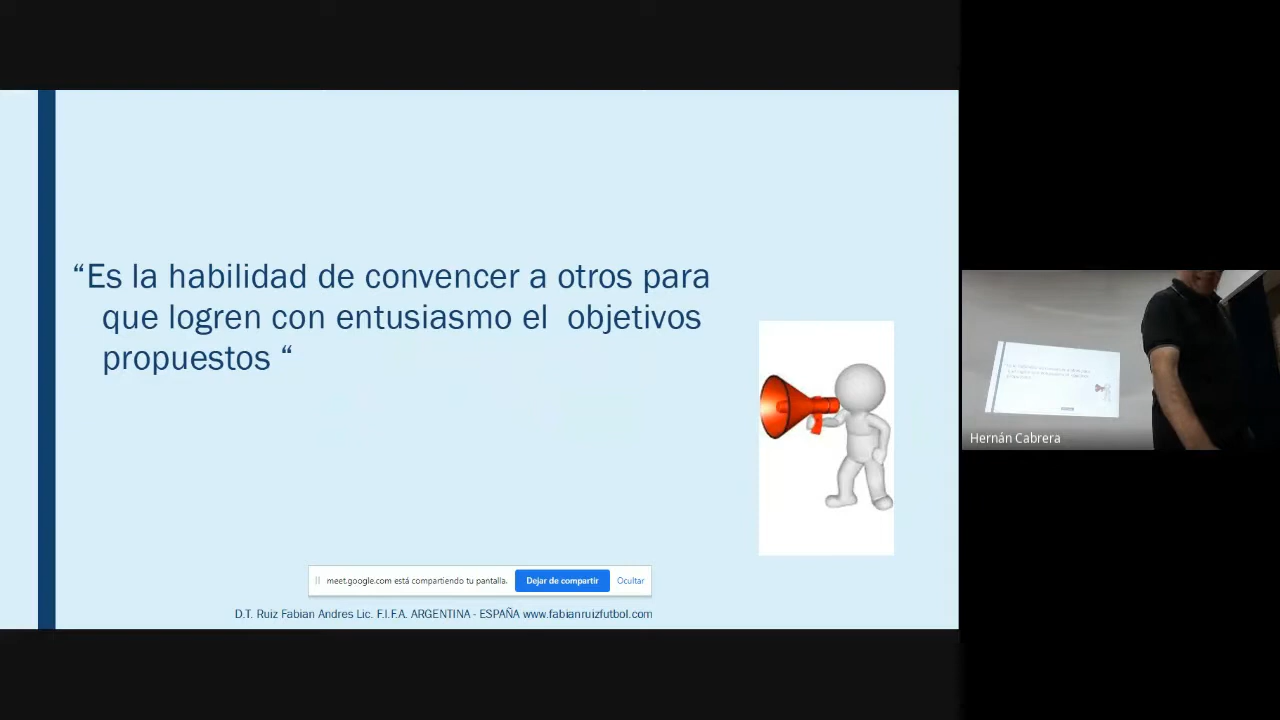 “Es la habilidad de convencer a otros para
que logren con entusiasmo el  objetivos
propuestos “
meet.google.com está compartiendo tu pantalla.
Dejar de compartir
Ocultar
D.T. Ruiz Fabian Andres Lic. F.I.F.A. ARGENTINA - ESPAÑA www.fabianruizfutbol.com
Hernán Cabrera